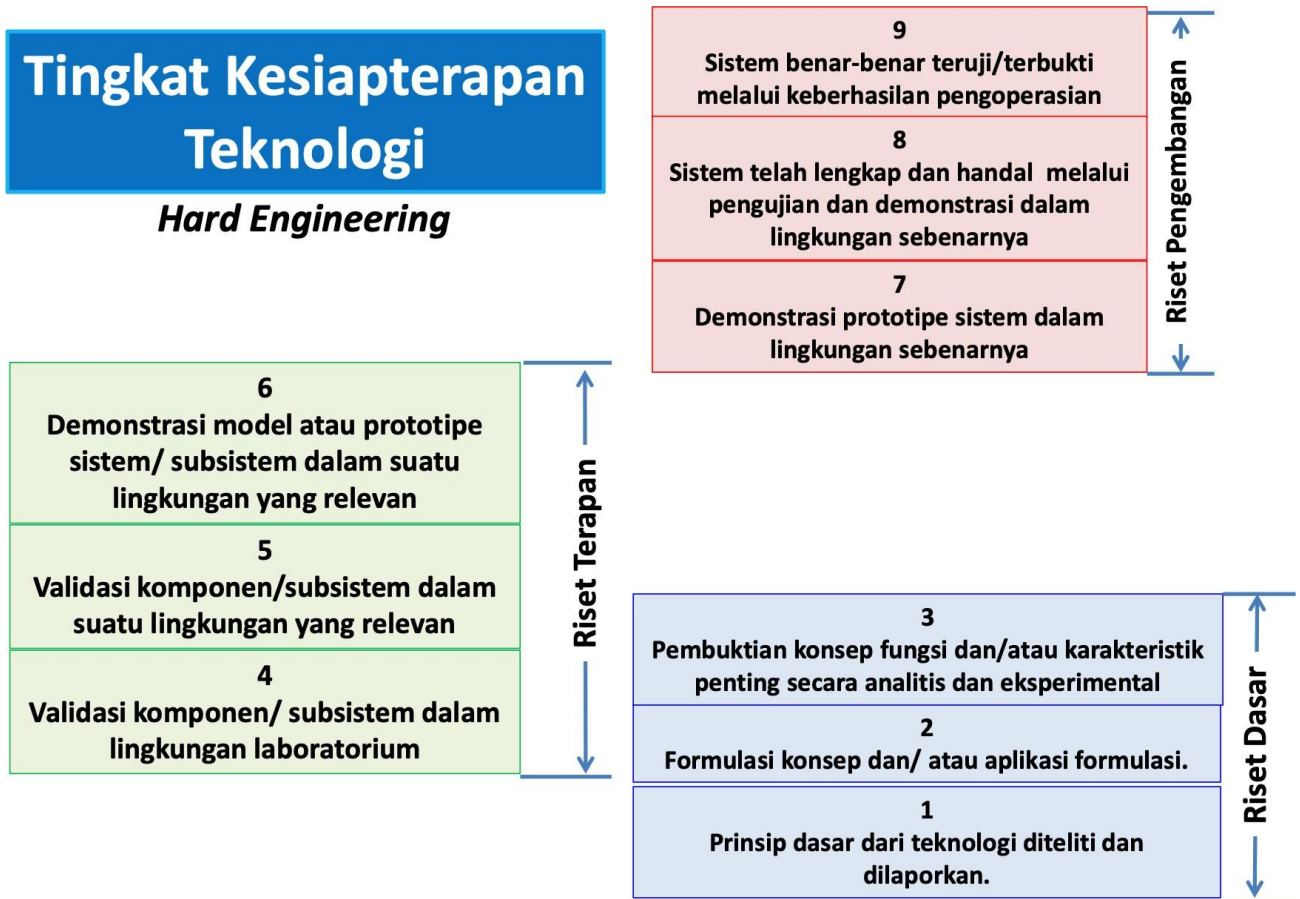 Tingkat Kesiapterapan
Teknologi
Hard Engineering
9
Sistem benar-benar teruji/terbukti
melalui keberhasilan pengoperasian
8
Sistem telah lengkap dan handal melalui
pengujian dan demonstrasi dalam
lingkungan sebenarnya
7
Demonstrasi prototipe sistem dalam
lingkungan sebenarnya
Riset Pengembangan
6
Demonstrasi model atau prototipe
sistem/ subsistem dalam suatu
lingkungan yang relevan
5
Validasi komponen/subsistem dalam
suatu lingkungan yang relevan
4
Validasi komponen/ subsistem dalam
lingkungan laboratorium
Riset Terapan
3
Pembuktian konsep fungsi dan/atau karakteristik
penting secara analitis dan eksperimental
2
Formulasi konsep dan/ atau aplikasi formulasi.
1
Prinsip dasar dari teknologi diteliti dan
dilaporkan.
Riset Dasar